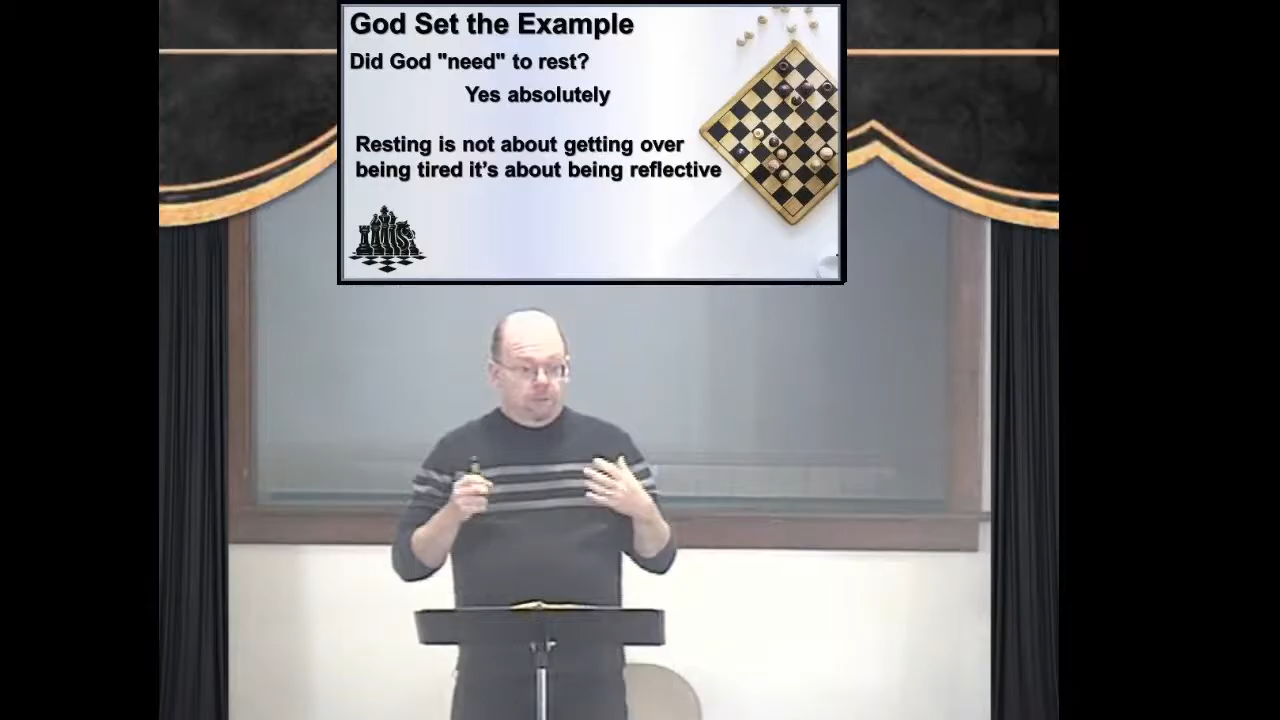 God Set the Example
Did God "need" to rest?
Yes absolutely
Resting is not about getting over
being tired it’s about being reflective